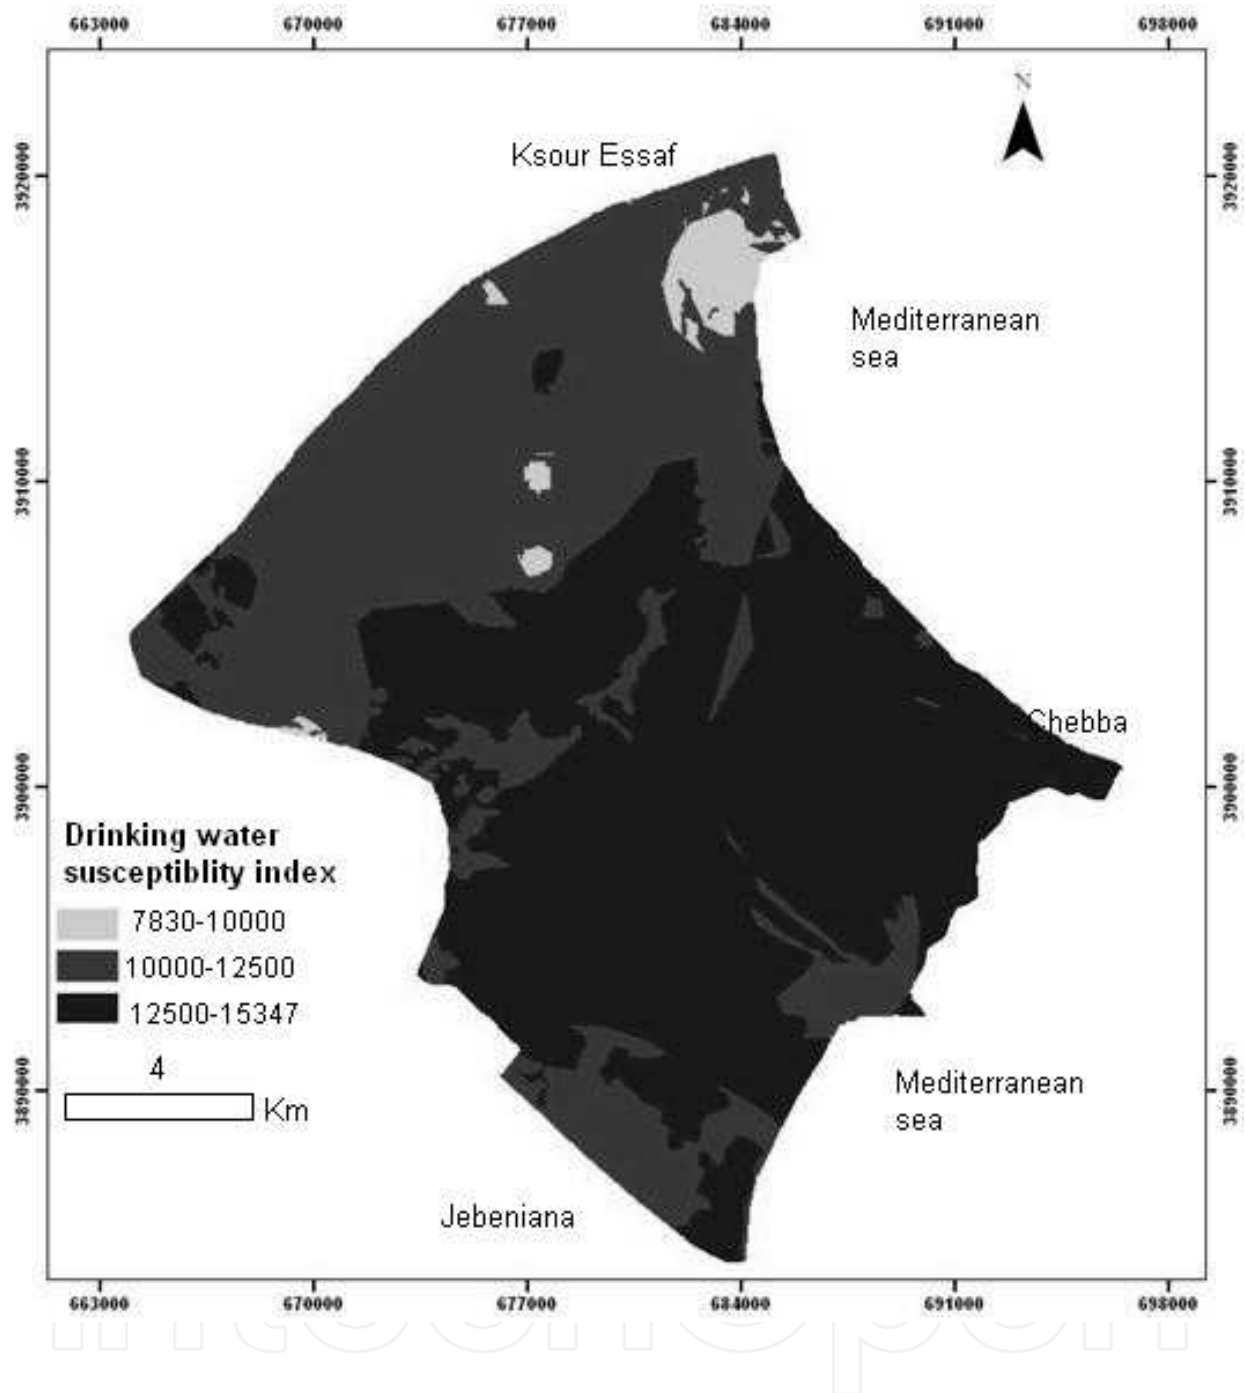 663000 670000 677000 684000 691000 698000
N
Ksour Essaf
3920000 3920000
Mediterranean
sea
3910000 3910000
Chebba
3900000 3900000
Drinking water
susceptiblity index
7830-10000
10000-12500
12500-15347
4
Km
3890000 3890000
Mediterranean
sea
Jebeniana
663000 670000 677000 684000 691000 698000
intechopen